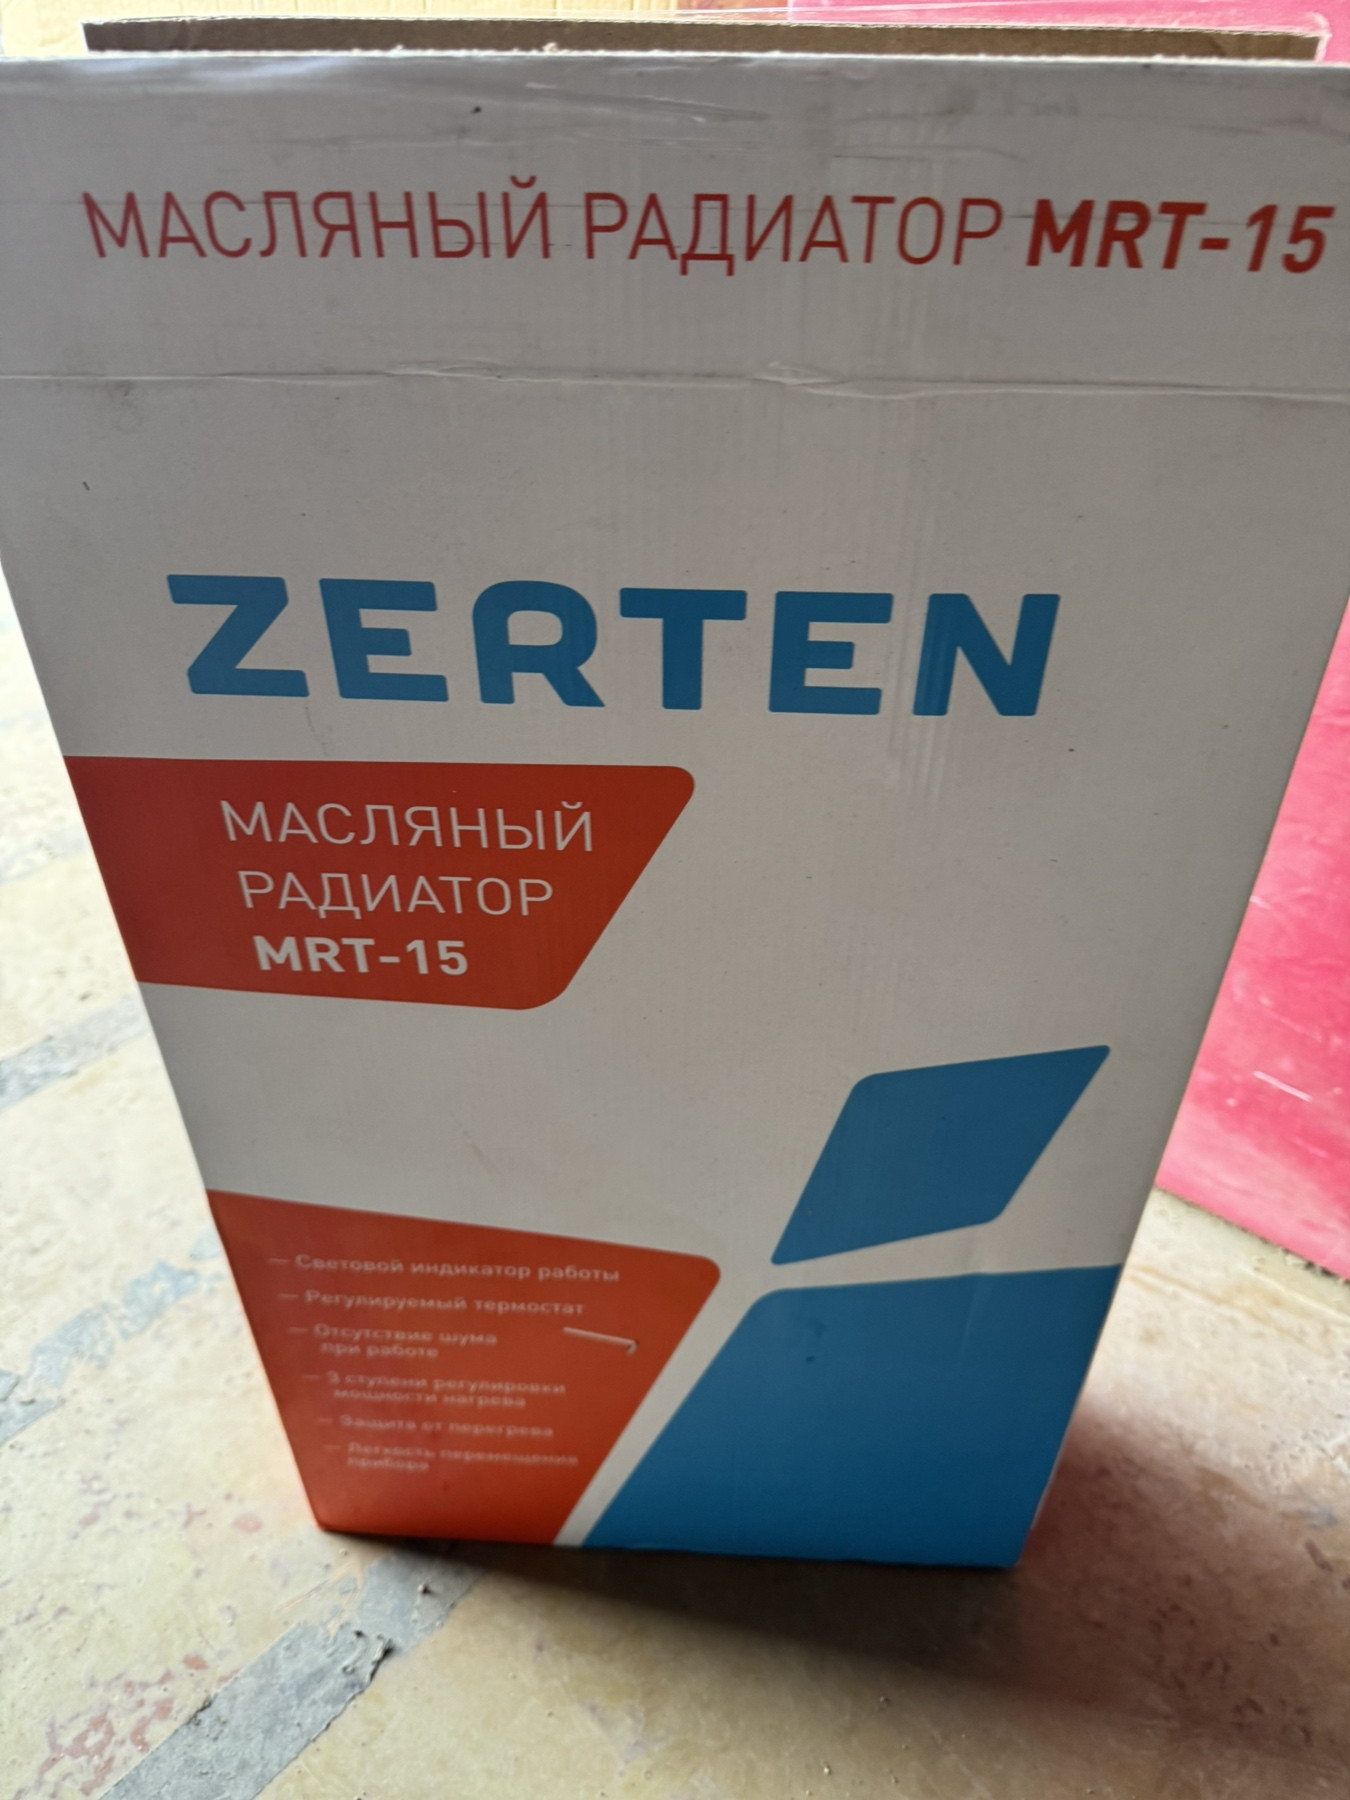 МАСЛЯНЫЙ РАДИАТОР MRT-15
ZERTEN
МАСЛЯНЫЙ
РАДИАТОР
MRT-15
— Световой индикатор работы
— Регулируемый термостат
— Отсутствие шума
при работе
— 3 ступени регулировки
мощности нагрева
— Защита от перегрева
— Легкость перемещения
прибора